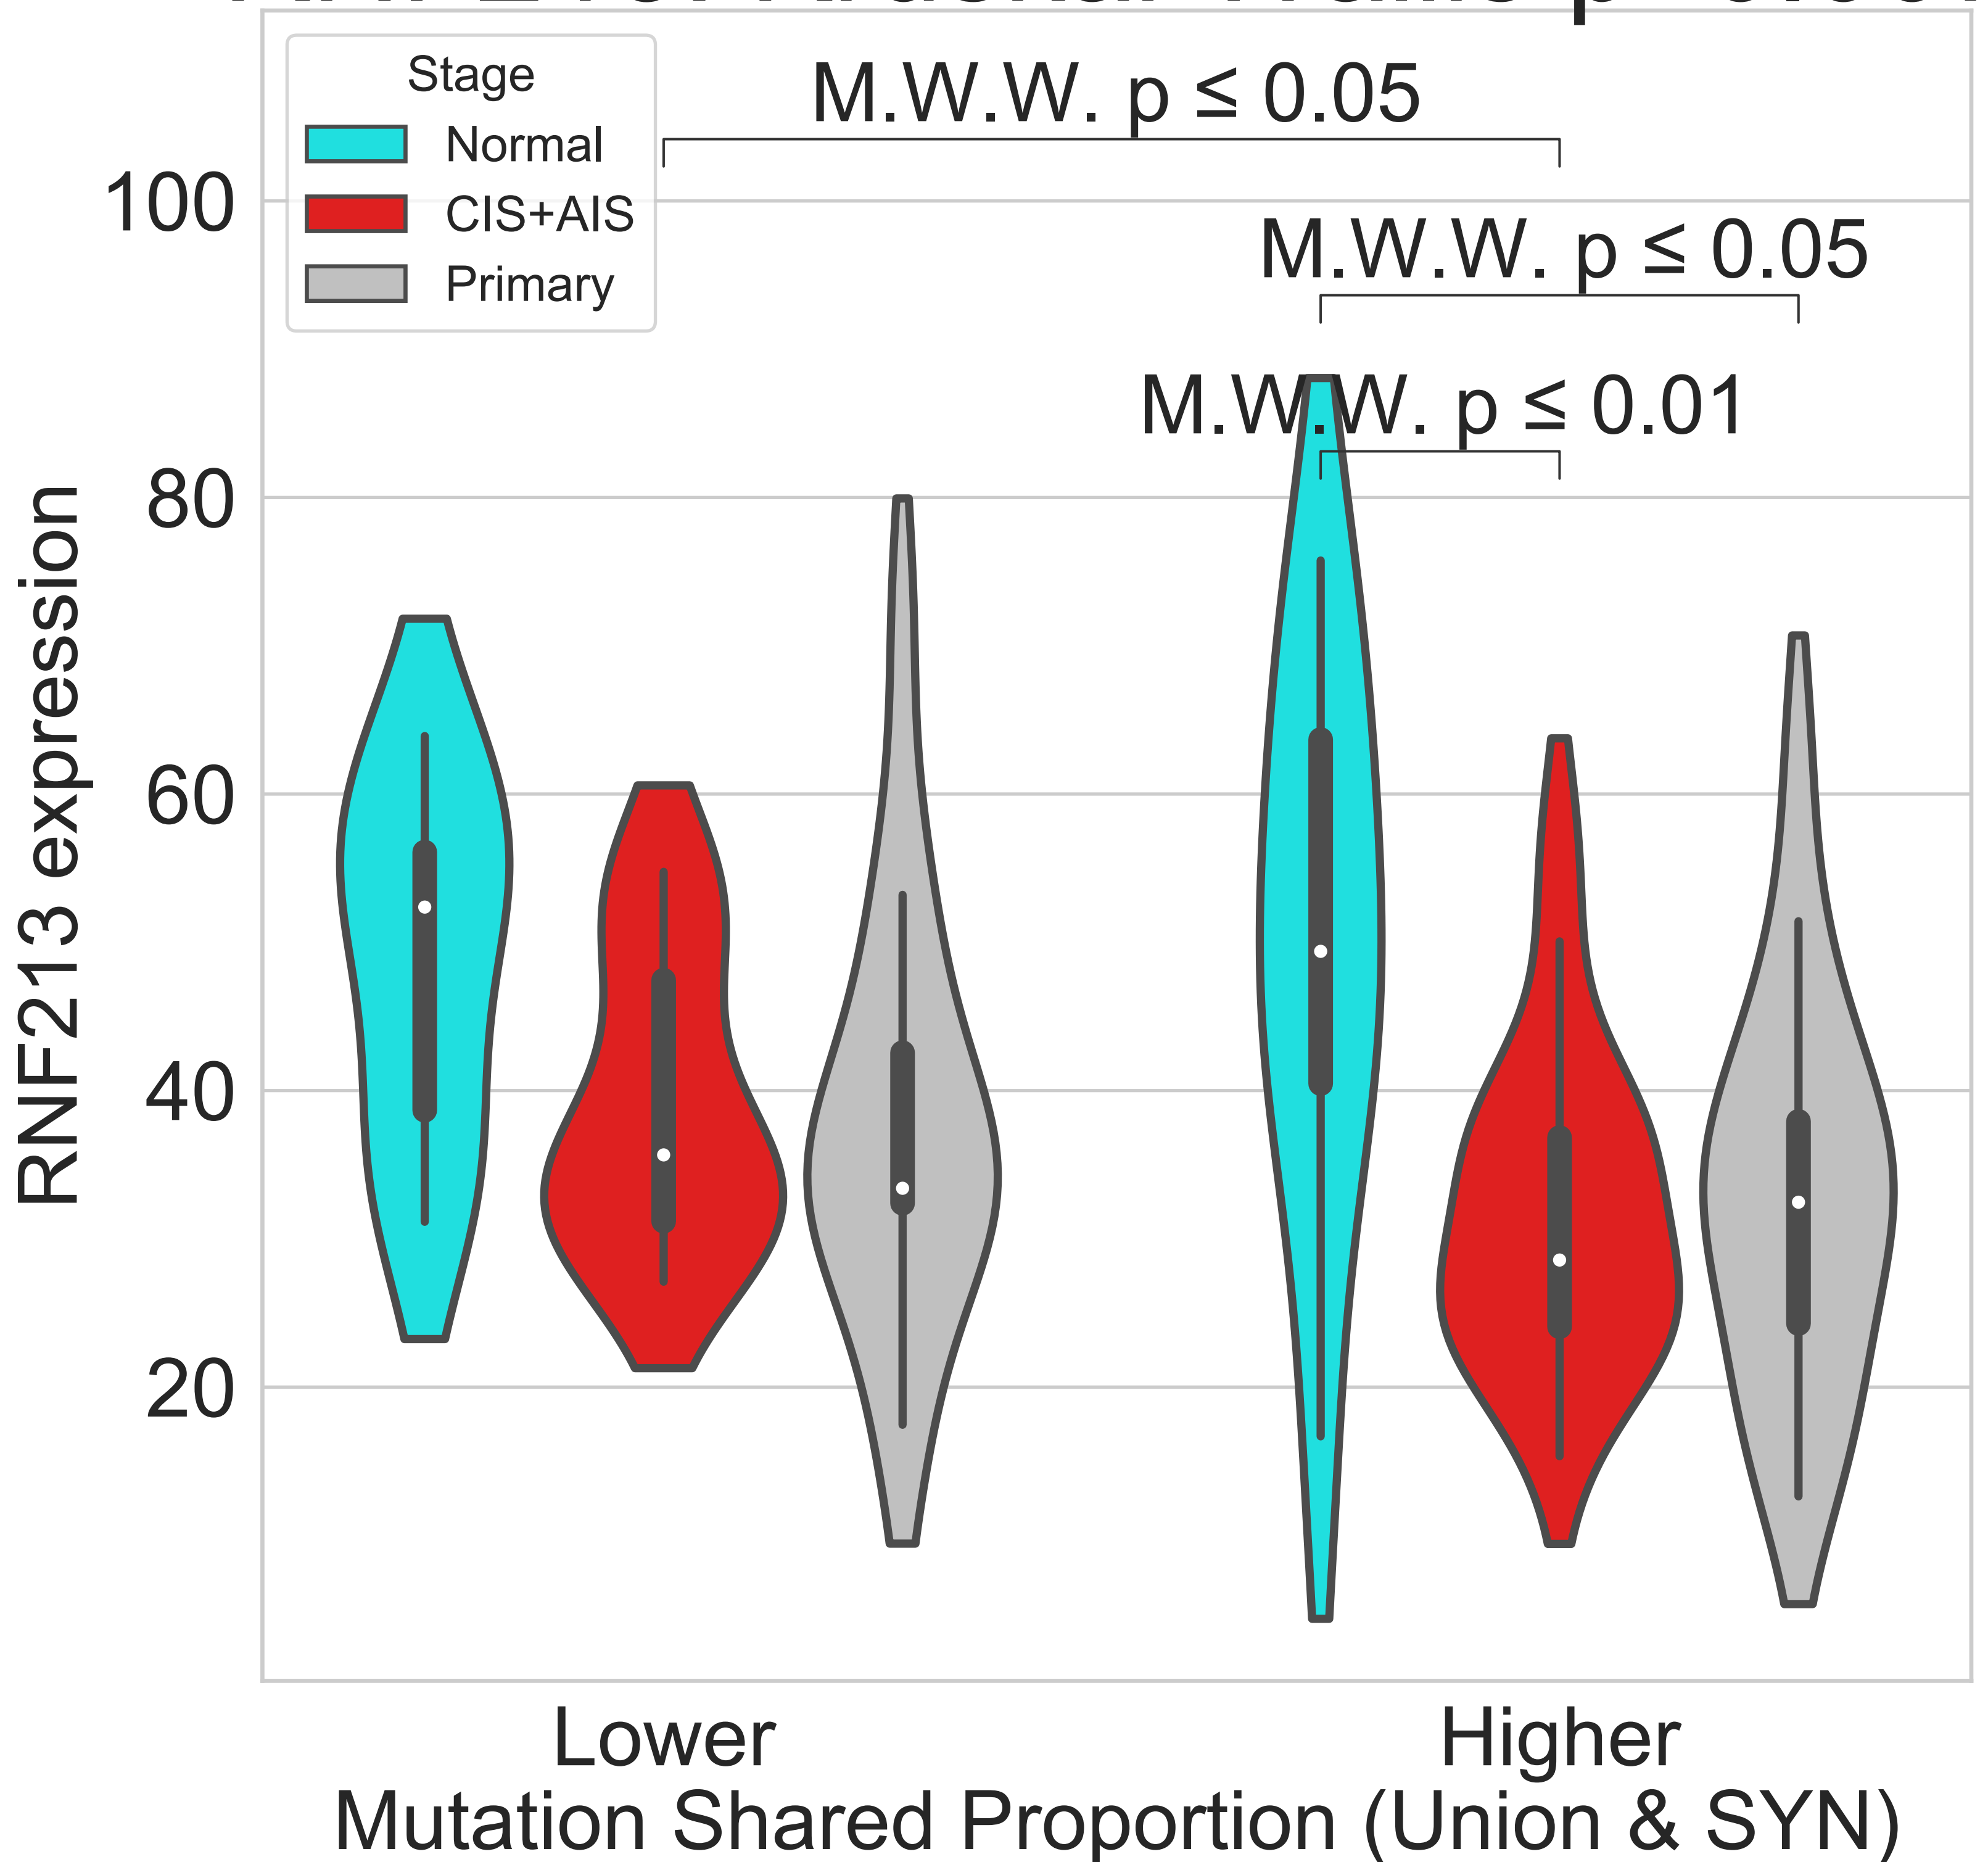 Stage
Normal
CIS+AIS
Primary
M.W.W. p ≤ 0.05
M.W.W. p ≤ 0.05
M.W.W. p ≤ 0.01
100
80
60
40
20
RNF213 expression
Lower
Higher
Mutation Shared Proportion (Union & SYN)